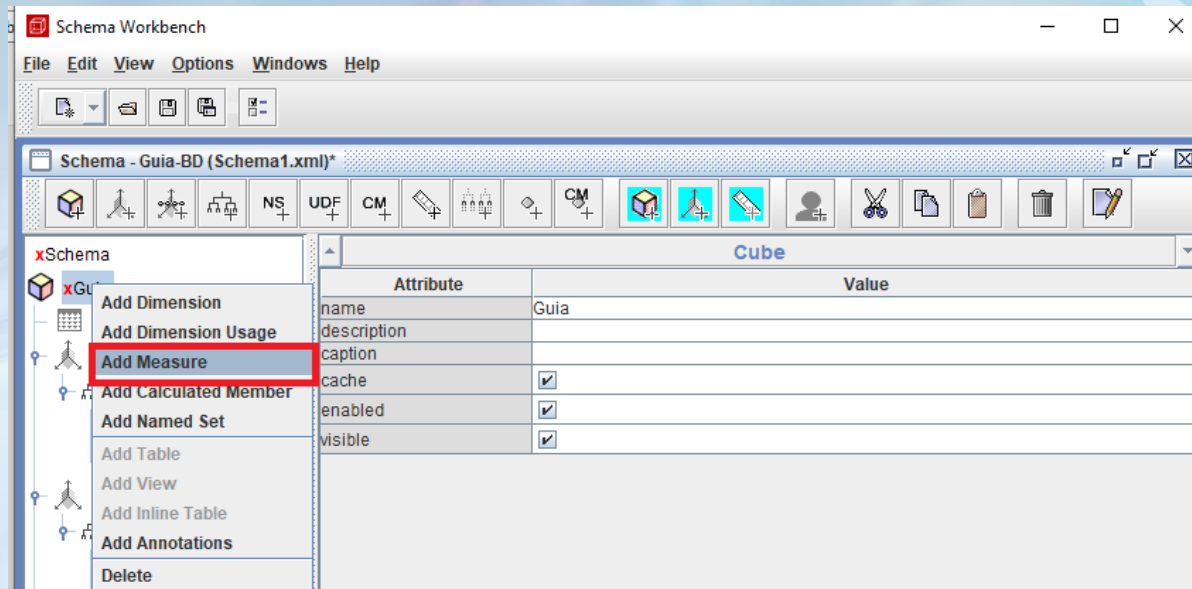 Schema Workbench
File Edit View Options Windows Help
Schema - Guia-BD (Schema1.xml)*
NS UDF CM CM
xSchema
Cube
xGu
Attribute Value
Add Dimension
name Guia
Add Dimension Usage
description
Add Measure
caption
cache
Add Calculated Member
enabled
Add Named Set
visible
Add Table
Add View
Add Inline Table
Add Annotations
Delete